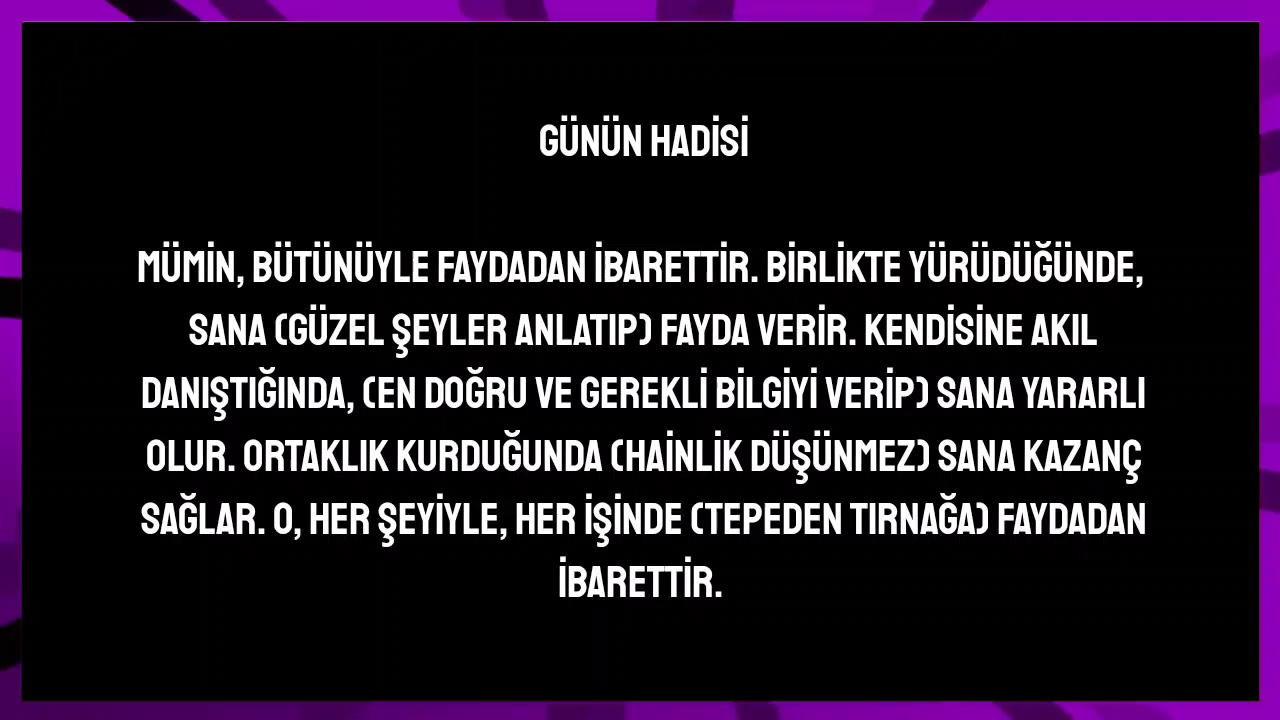 GÜNÜN HADİSİ
MÜMİN, BÜTÜNÜYLE FAYDADAN İBARETTİR. BİRLİKTE YÜRÜDÜĞÜNDE,
SANA (GÜZEL ŞEYLER ANLATIP) FAYDA VERİR. KENDİSİNE AKIL
DANIŞTIĞINDA, (EN DOĞRU VE GEREKLİ BİLGİYİ VERİP) SANA YARARLI
OLUR. ORTAKLIK KURDUĞUNDA (HAİNLİK DÜŞÜNMEZ) SANA KAZANÇ
SAĞLAR. O, HER ŞEYİYLE, HER İŞİNDE (TEPEDEN TIRNAĞA) FAYDADAN
İBARETTİR.